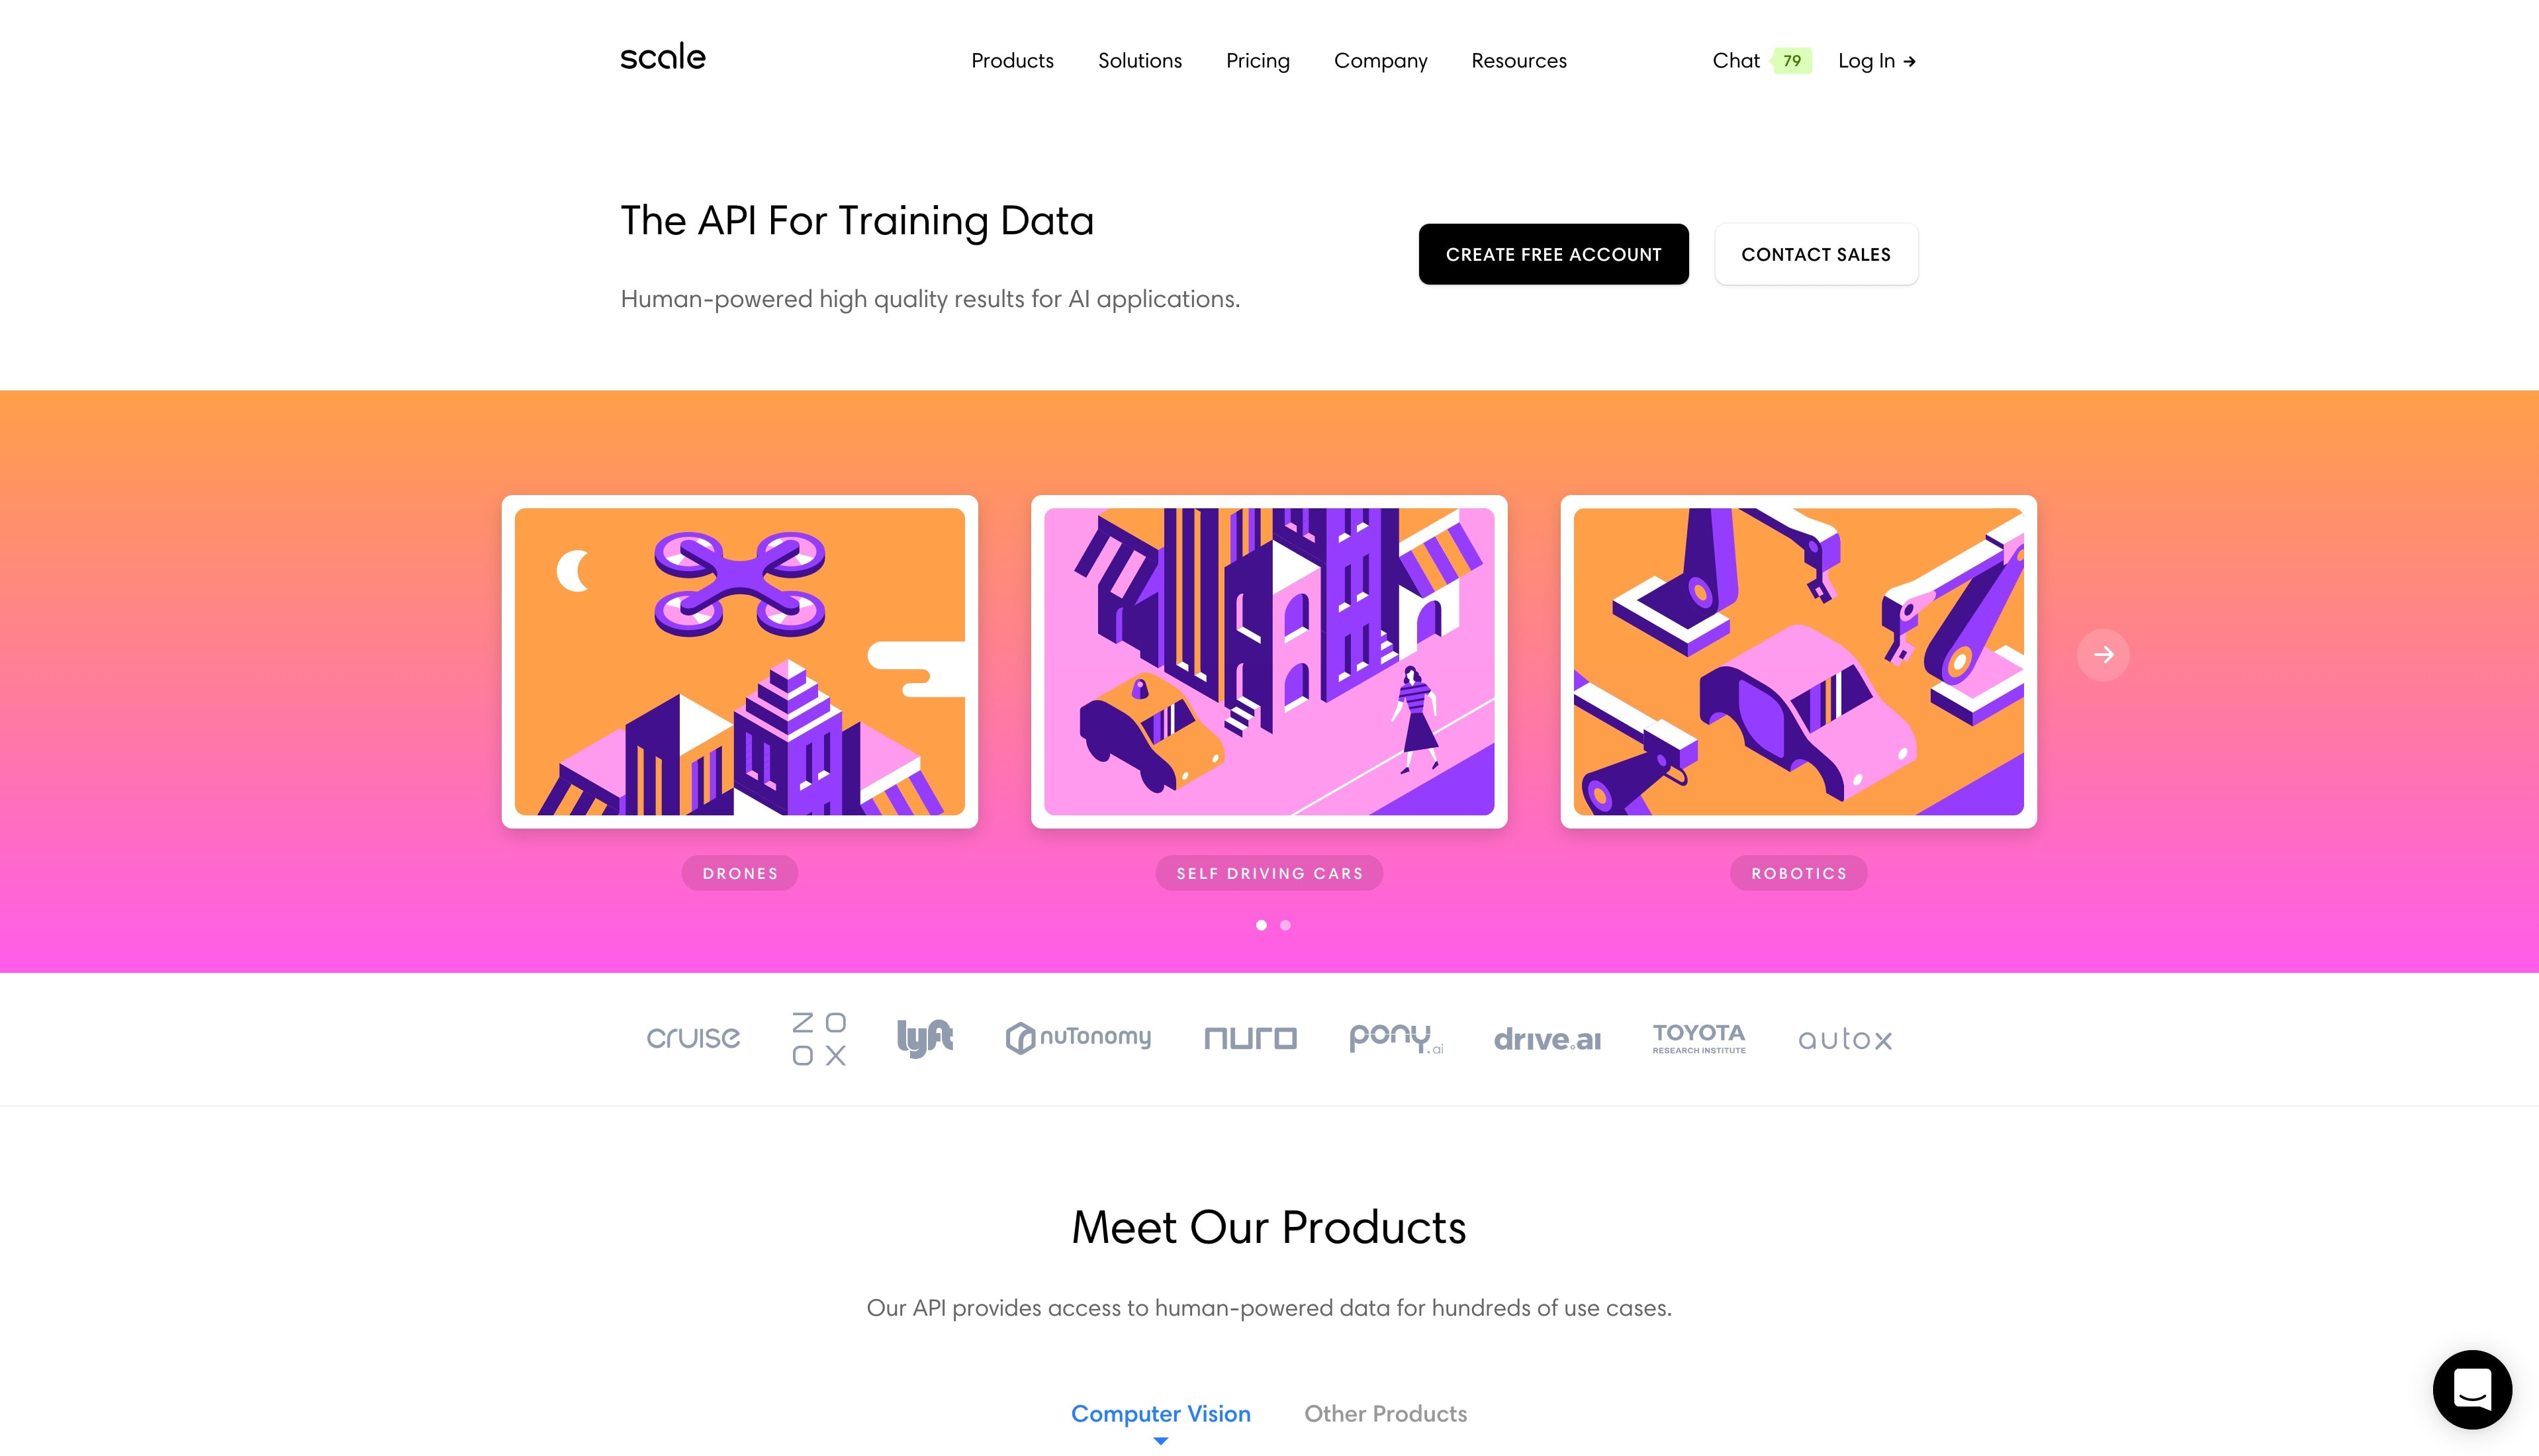 scale
Products Solutions Pricing Company Resources Chat 79 Log In →
The API For Training Data
Human-powered high quality results for AI applications.
CREATE FREE ACCOUNT CONTACT SALES
DRONES SELF DRIVING CARS ROBOTICS
cruise ZOOX lyft nuTonomy nuro pony.ai drive.ai TOYOTA RESEARCH INSTITUTE autox
Meet Our Products
Our API provides access to human-powered data for hundreds of use cases.
Computer Vision Other Products